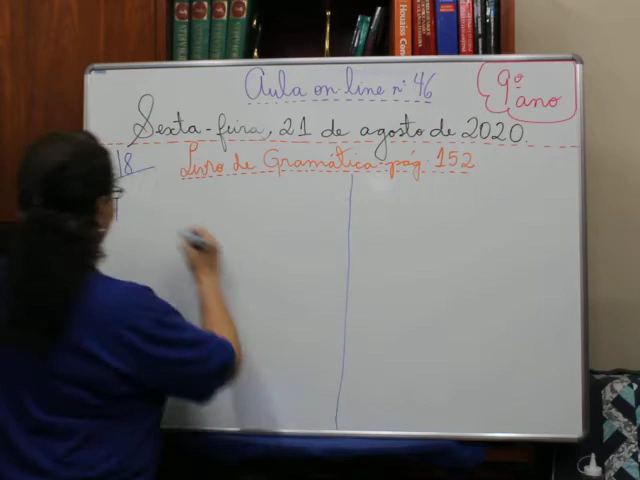 Aula on-line nº 46
9º
ano
Sexta-feira, 21 de agosto de 2020.
18
Livro de Gramática-pág. 152
Houaiss